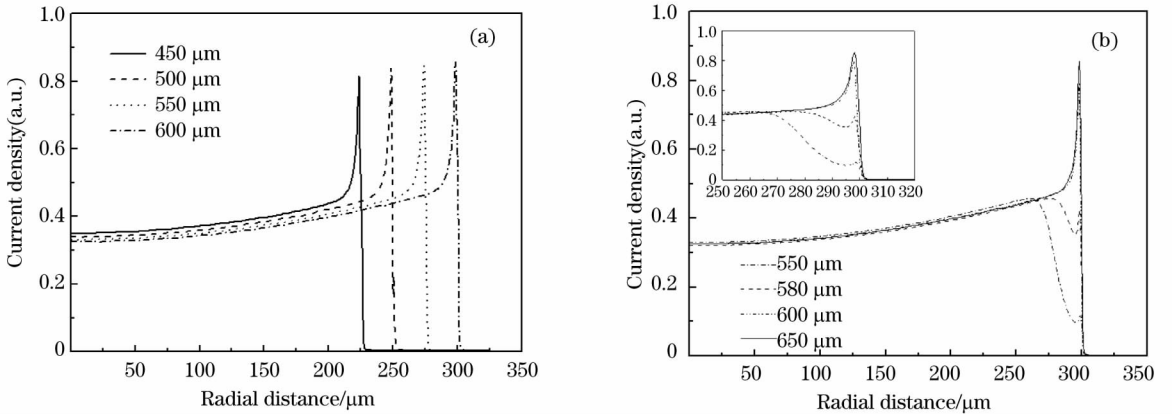 1.0
0.8
0.6
0.4
0.2
0
50
100
150
200
250
300
350
Current density(a.u.)
Radial distance/μm
(a)
450 μm
500 μm
550 μm
600 μm
1.0
0.8
0.6
0.4
0.2
0
50
100
150
200
250
300
350
Current density(a.u.)
Radial distance/μm
(b)
1.0
0.8
0.6
0.4
0.2
0
250 260 270 280 290 300 310 320
550 μm
580 μm
600 μm
650 μm